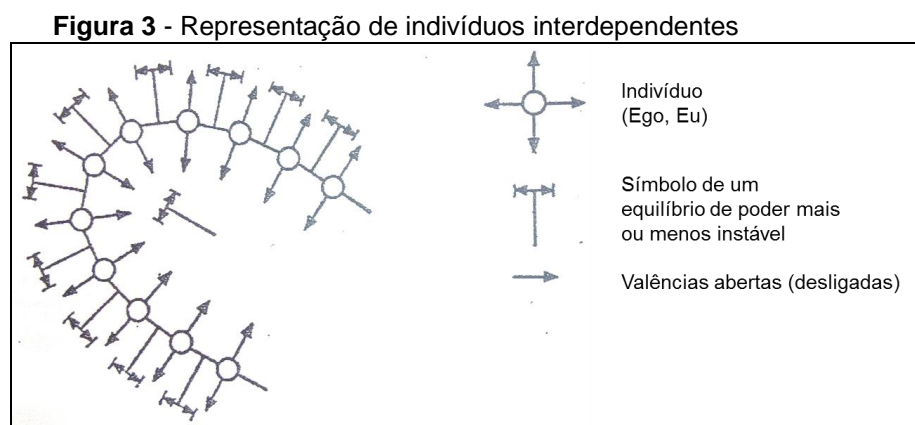 Figura 3 - Representação de indivíduos interdependentes
Indivíduo
(Ego, Eu)
Símbolo de um
equilíbrio de poder mais
ou menos instável
Valências abertas (desligadas)